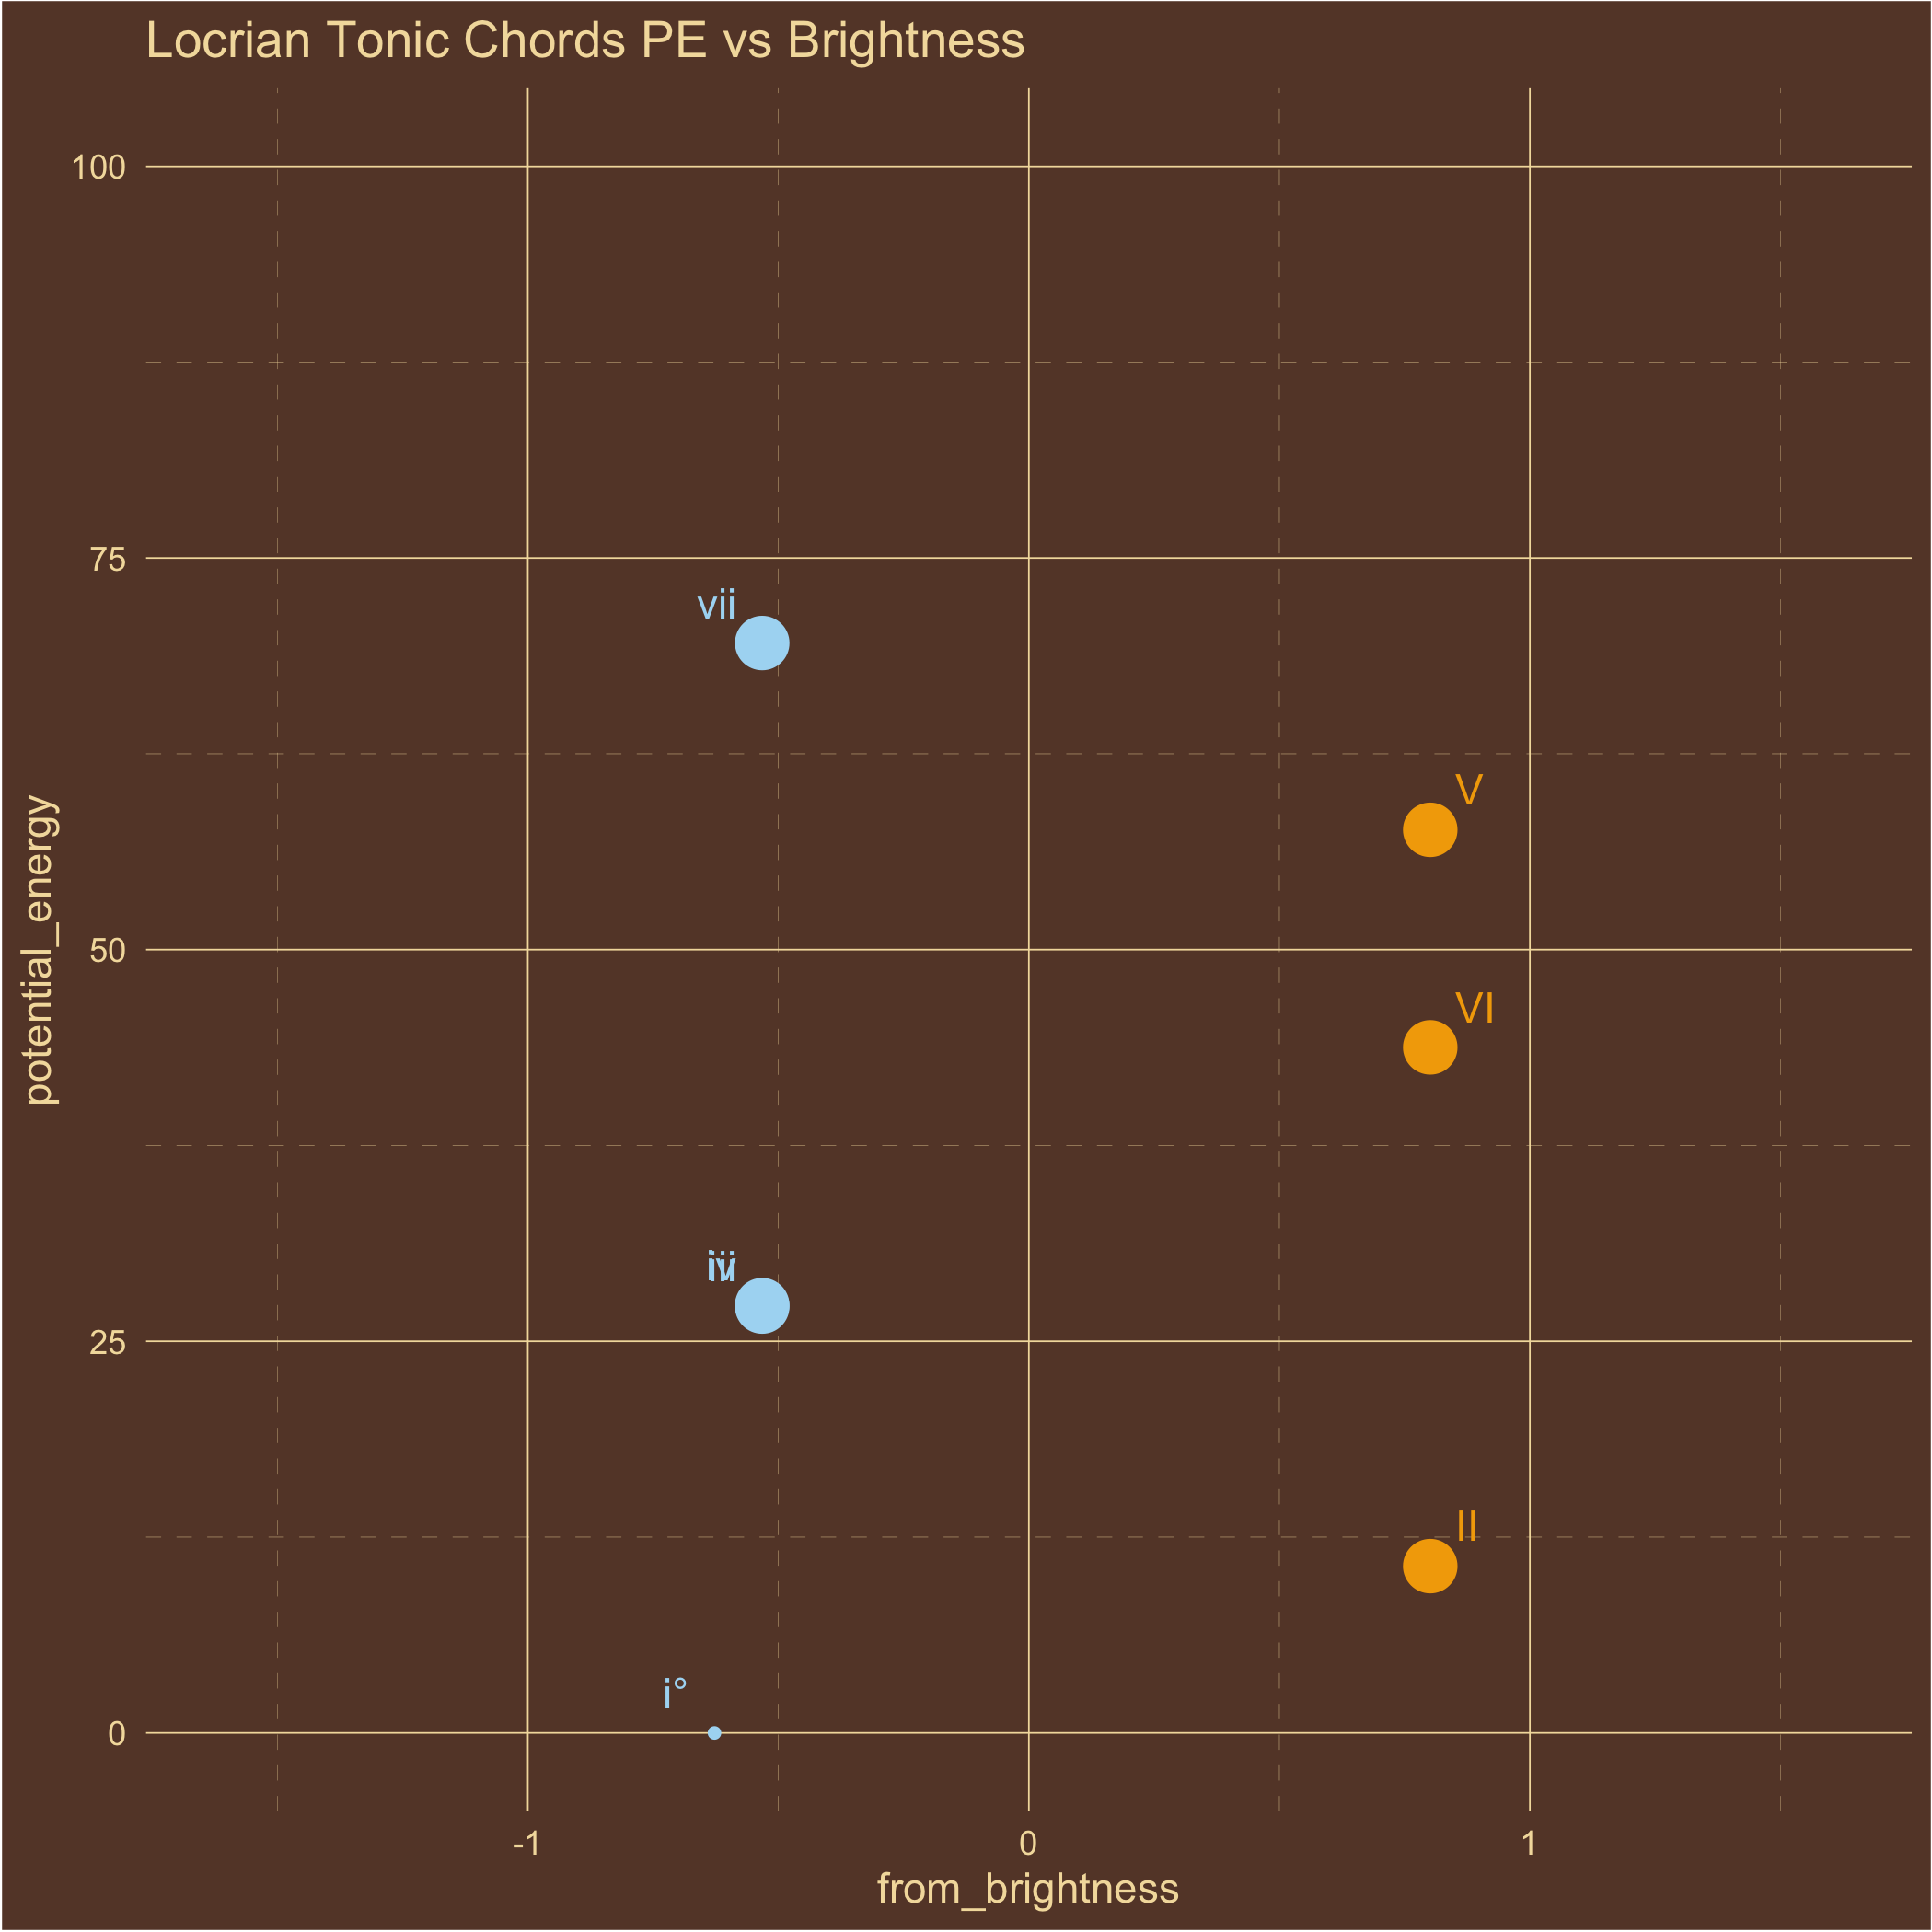 Locrian Tonic Chords PE vs Brightness
100
75
vii
V
50
VI
25
II
i°
0
-1 0 1
from_brightness
potential_energy